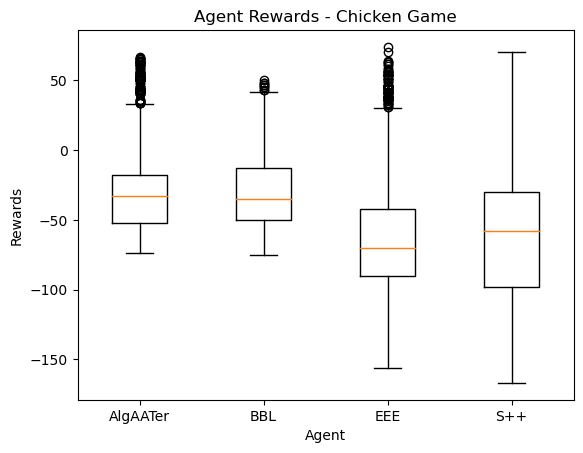 Agent Rewards - Chicken Game
Rewards
50
0
−50
−100
−150
AlgAATer BBL EEE S++
Agent